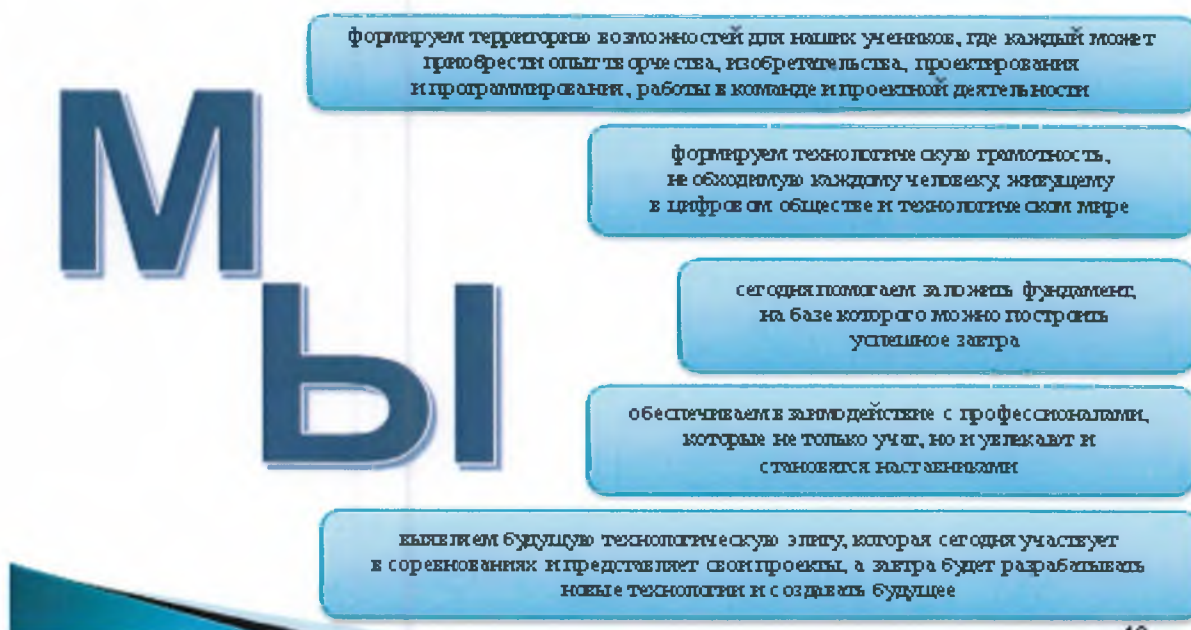 МЫ
формируем территорию возможностей для наших учеников, где каждый может
приобрести опыт творчества, изобретательства, проектирования
и программирования, работы в команде и проектной деятельности
формируем технологическую грамотность,
необходимую каждому человеку, живущему
в цифровом обществе и технологическом мире
сегодня помогаем заложить фундамент,
на базе которого можно построить
успешное завтра
обеспечиваем взаимодействие с профессионалами,
которые не только учат, но и увлекают и
становятся наставниками
выявляем будущую технологическую элиту, которая сегодня участвует
в соревнованиях и представляет свои проекты, а завтра будет разрабатывать
новые технологии и создавать будущее